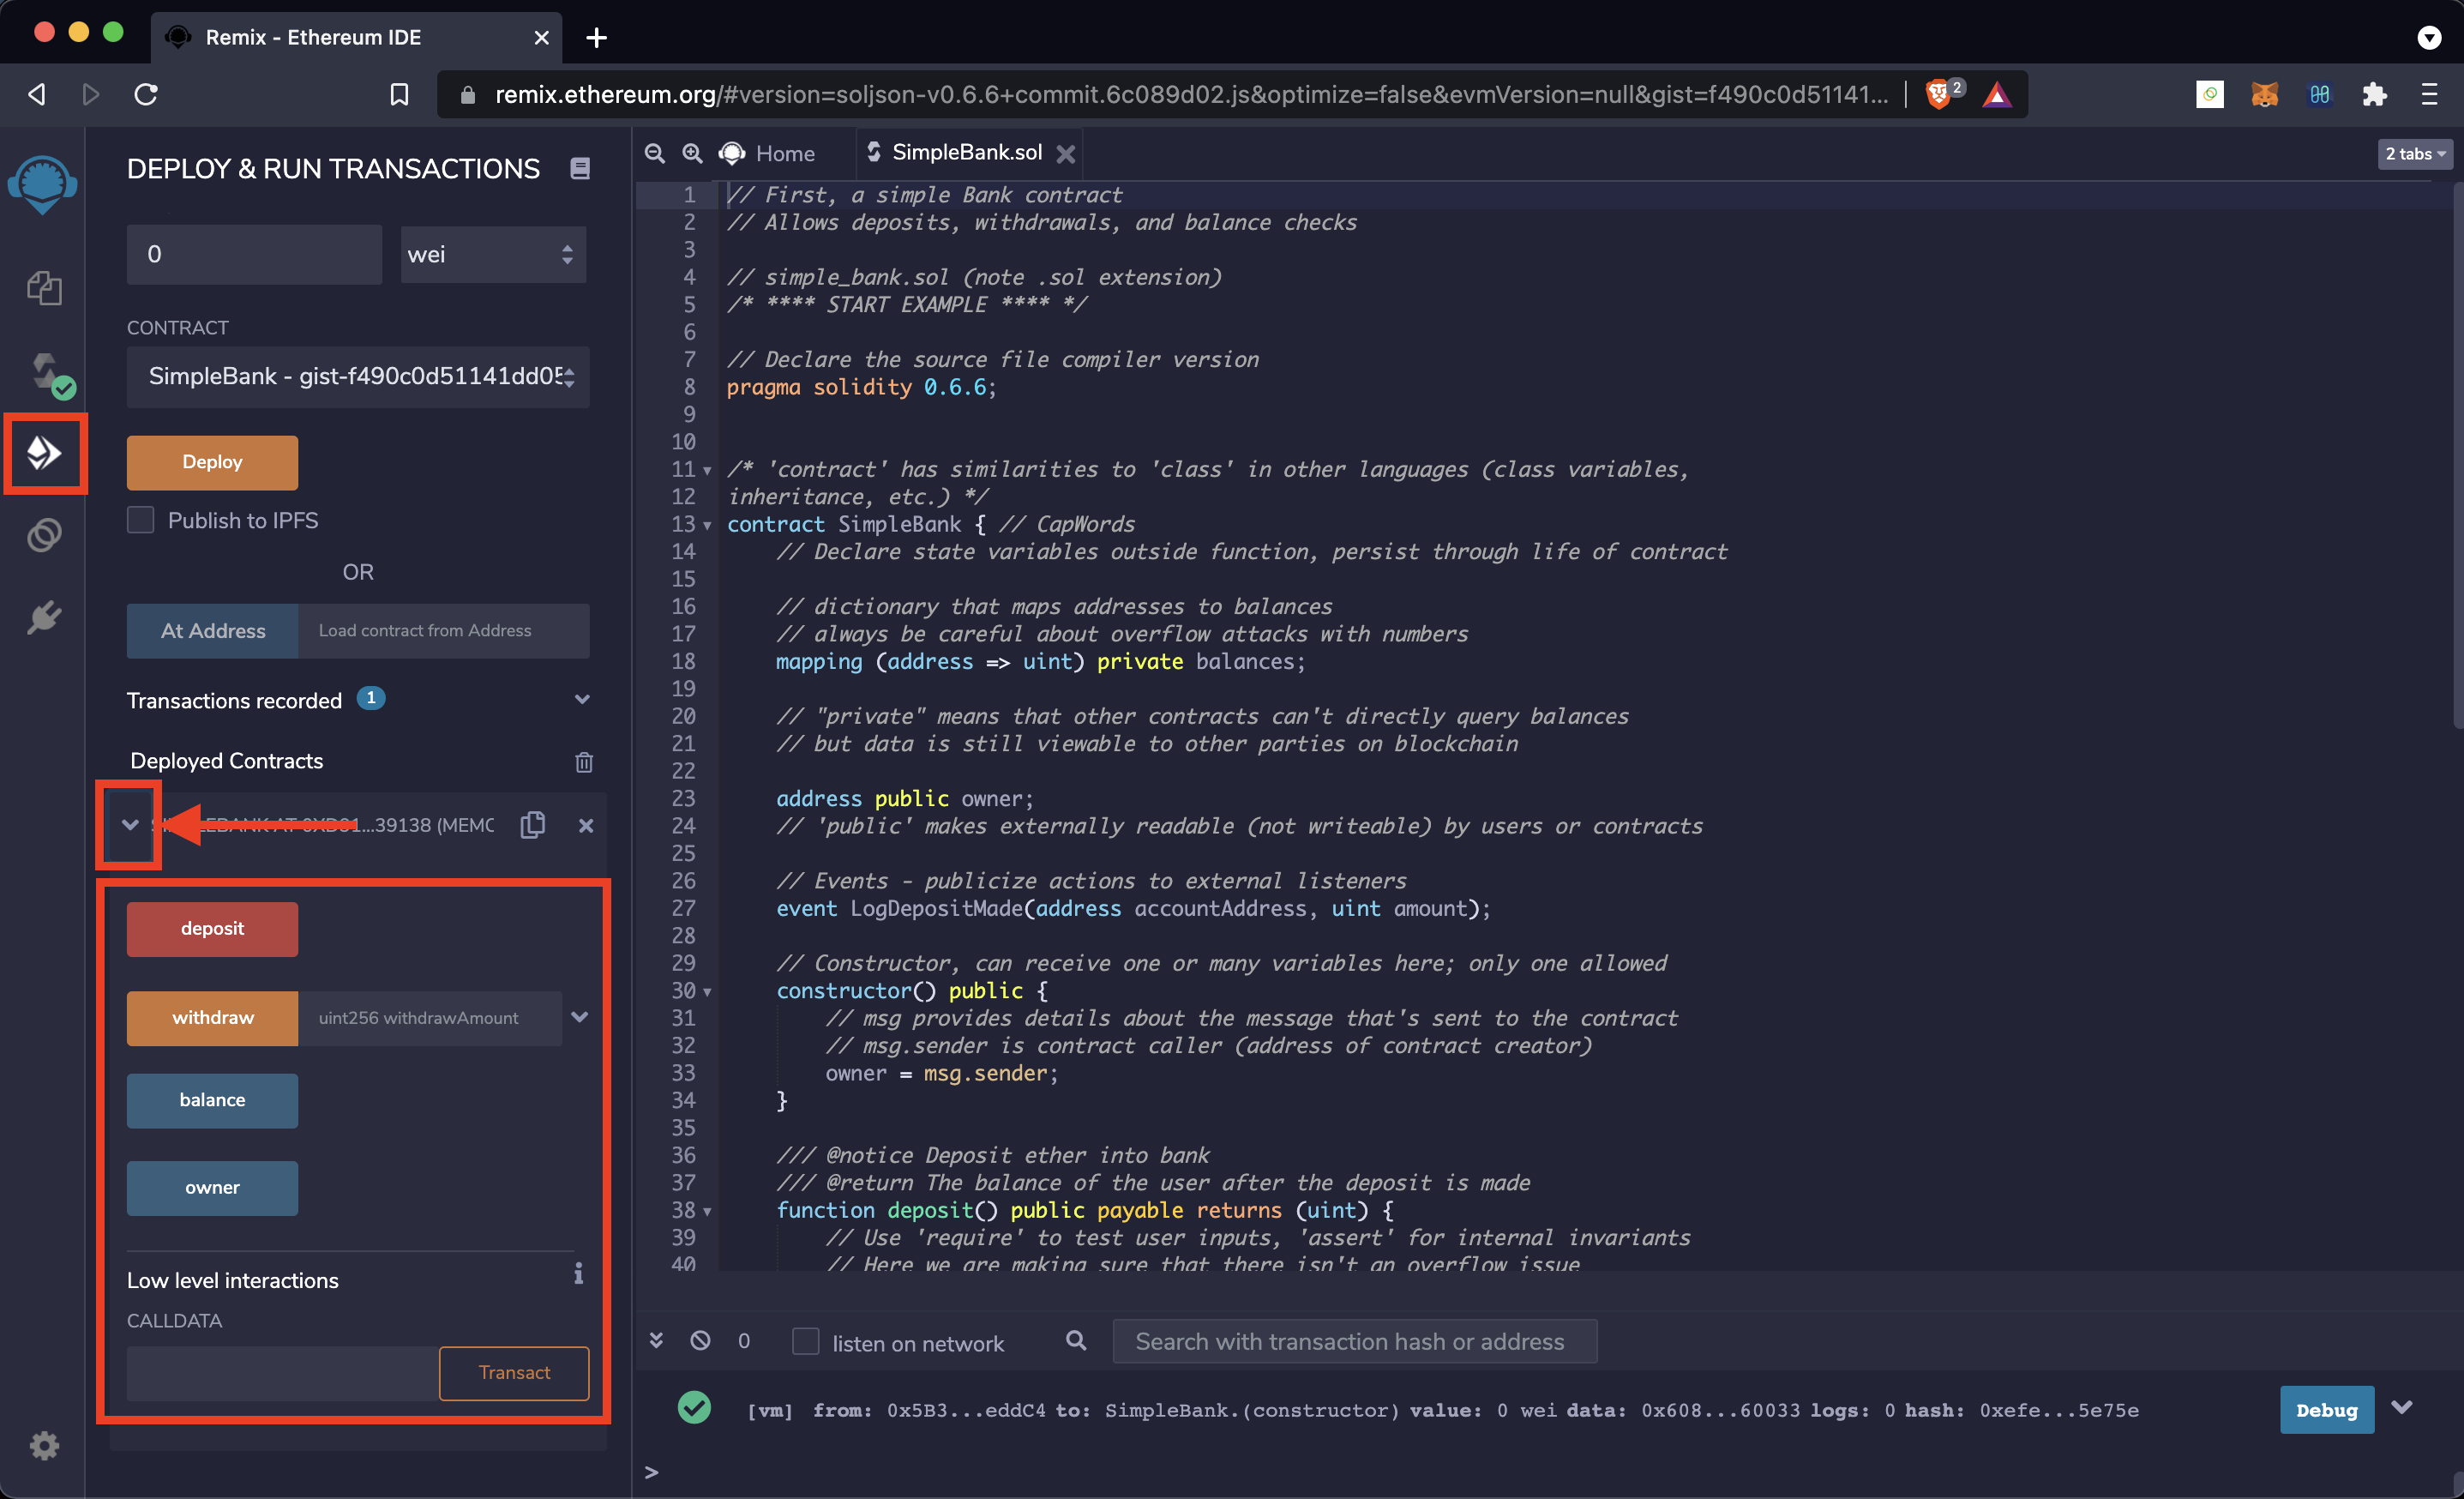 Remix - Ethereum IDE
remix.ethereum.org/#version=soljson-v0.6.6+commit.6c089d02.js&optimize=false&evmVersion=null&gist=f490c0d51141...
2
DEPLOY & RUN TRANSACTIONS
0
wei
CONTRACT
SimpleBank - gist-f490c0d51141dd05
Deploy
Publish to IPFS
OR
At Address
Load contract from Address
Transactions recorded 1
Deployed Contracts
39138 (MEMO
deposit
withdraw
uint256 withdrawAmount
balance
owner
Low level interactions
i
CALLDATA
Transact
Home
SimpleBank.sol
2 tabs
1 // First, a simple Bank contract
2 // Allows deposits, withdrawals, and balance checks
3
4 // simple_bank.sol (note .sol extension)
5 /* **** START EXAMPLE **** */
6
7 // Declare the source file compiler version
8 pragma solidity 0.6.6;
9
10
11 /* 'contract' has similarities to 'class' in other languages (class variables,
12 inheritance, etc.) */
13 contract SimpleBank { // CapWords
14 // Declare state variables outside function, persist through life of contract
15
16 // dictionary that maps addresses to balances
17 // always be careful about overflow attacks with numbers
18 mapping (address => uint) private balances;
19
20 // "private" means that other contracts can't directly query balances
21 // but data is still viewable to other parties on blockchain
22
23 address public owner;
24 // 'public' makes externally readable (not writeable) by users or contracts
25
26 // Events - publicize actions to external listeners
27 event LogDepositMade(address accountAddress, uint amount);
28
29 // Constructor, can receive one or many variables here; only one allowed
30 constructor() public {
31 // msg provides details about the message that's sent to the contract
32 // msg.sender is contract caller (address of contract creator)
33 owner = msg.sender;
34 }
35
36 /// @notice Deposit ether into bank
37 /// @return The balance of the user after the deposit is made
38 function deposit() public payable returns (uint) {
39 // Use 'require' to test user inputs, 'assert' for internal invariants
40 // Here we are making sure that there isn't an overflow issue
0
listen on network
Search with transaction hash or address
[vm] from: 0x5B3...eddC4 to: SimpleBank.(constructor) value: 0 wei data: 0x608...60033 logs: 0 hash: 0xefe...5e75e
Debug
>